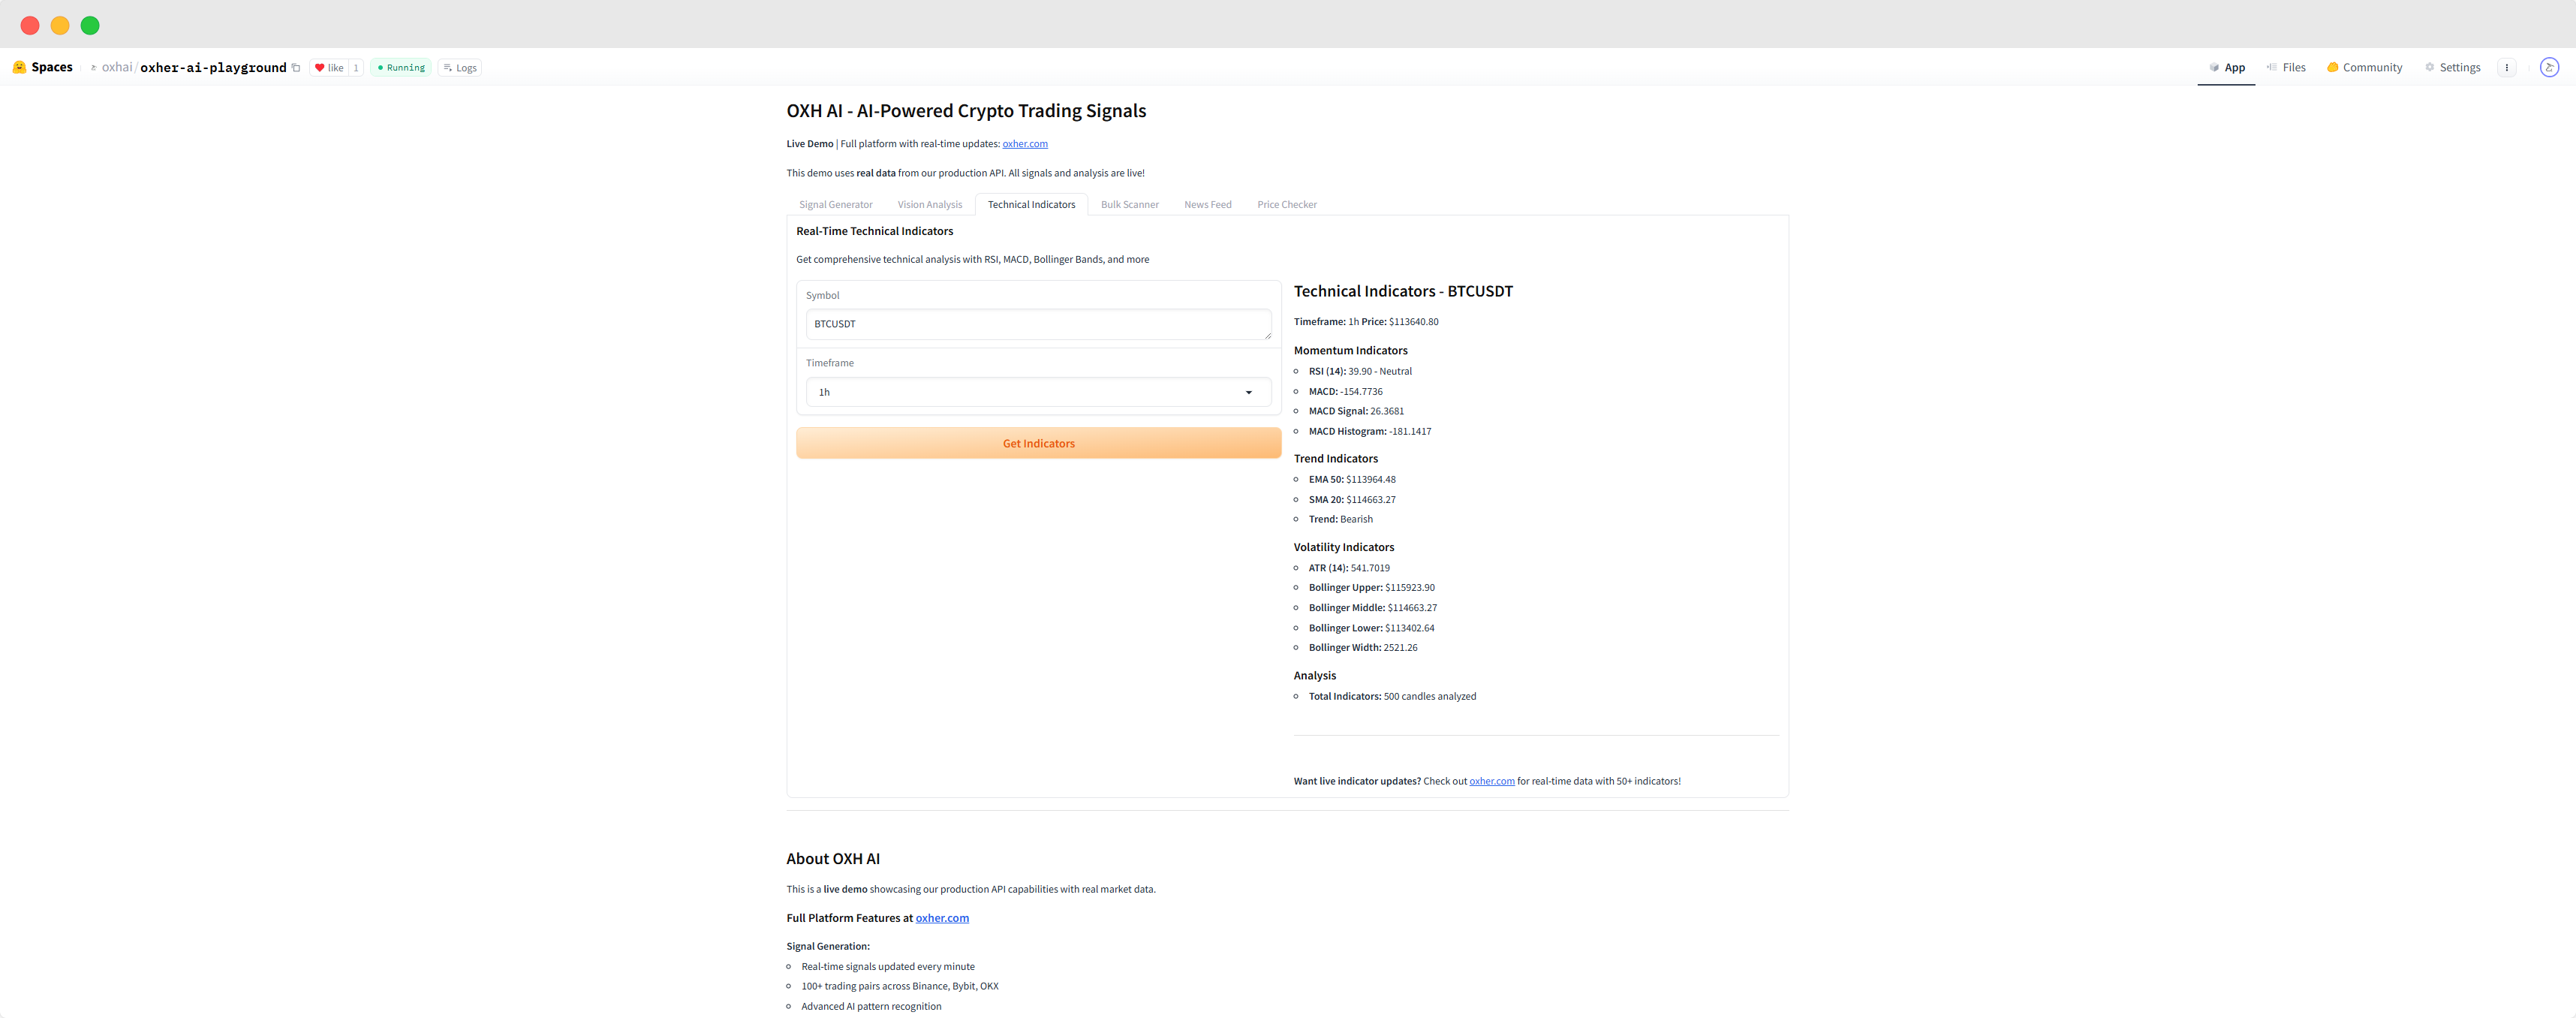 Spaces
oxhai/oxher-ai-playground
like 1
Running
Logs
App
Files
Community
Settings
OXH AI - AI-Powered Crypto Trading Signals
Live Demo | Full platform with real-time updates: oxher.com
This demo uses real data from our production API. All signals and analysis are live!
Signal Generator
Vision Analysis
Technical Indicators
Bulk Scanner
News Feed
Price Checker
Real-Time Technical Indicators
Get comprehensive technical analysis with RSI, MACD, Bollinger Bands, and more
Symbol
BTCUSDT
Timeframe
1h
Get Indicators
Technical Indicators - BTCUSDT
Timeframe: 1h Price: $113640.80
Momentum Indicators
RSI (14): 39.90 - Neutral
MACD: -154.7736
MACD Signal: 26.3681
MACD Histogram: -181.1417
Trend Indicators
EMA 50: $113964.48
SMA 20: $114663.27
Trend: Bearish
Volatility Indicators
ATR (14): 541.7019
Bollinger Upper: $115923.90
Bollinger Middle: $114663.27
Bollinger Lower: $113402.64
Bollinger Width: 2521.26
Analysis
Total Indicators: 500 candles analyzed
Want live indicator updates? Check out oxher.com for real-time data with 50+ indicators!
About OXH AI
This is a live demo showcasing our production API capabilities with real market data.
Full Platform Features at oxher.com
Signal Generation:
Real-time signals updated every minute
100+ trading pairs across Binance, Bybit, OKX
Advanced AI pattern recognition